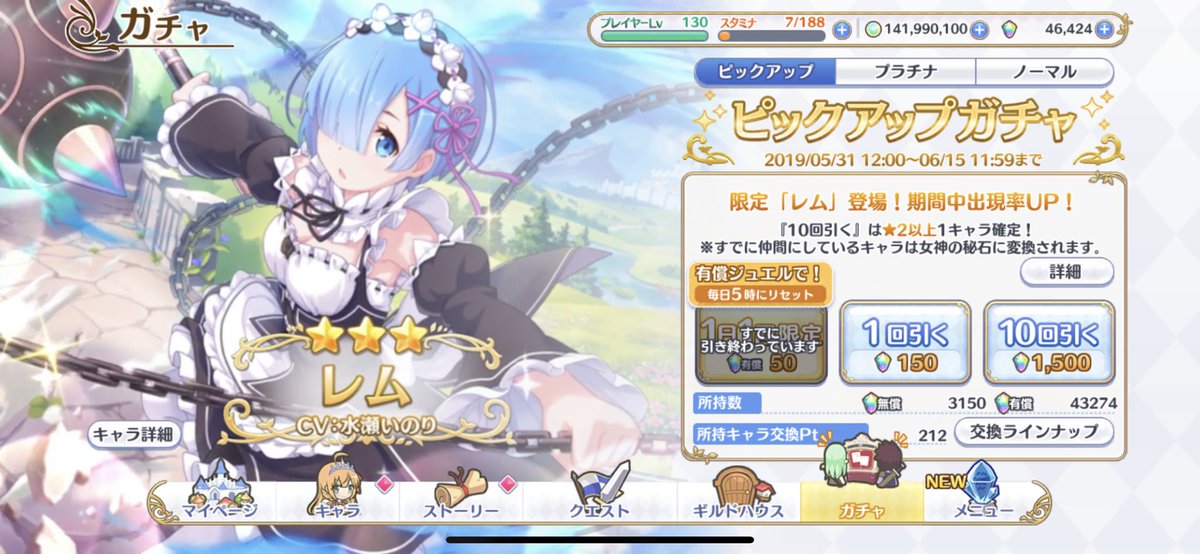 ガチャ
プレイヤーLv 130
スタミナ 7/188
141,990,100
46,424
ピックアップ
プラチナ
ノーマル
ピックアップガチャ
2019/05/31 12:00〜06/15 11:59まで
限定「レム」登場！期間中出現率UP！
『10回引く』は★2以上1キャラ確定！
※すでに仲間にしているキャラは女神の秘石に変換されます。
詳細
有償ジュエルで！
毎日5時にリセット
1日1回限定
すでに
引き終わっています
有償 50
1回引く
150
10回引く
1,500
所持数
無償 3150
有償 43274
所持キャラ交換Pt
212
交換ラインナップ
レム
CV:水瀬いのり
キャラ詳細
マイページ
キャラ
ストーリー
クエスト
ギルドハウス
ガチャ
NEW
メニュー